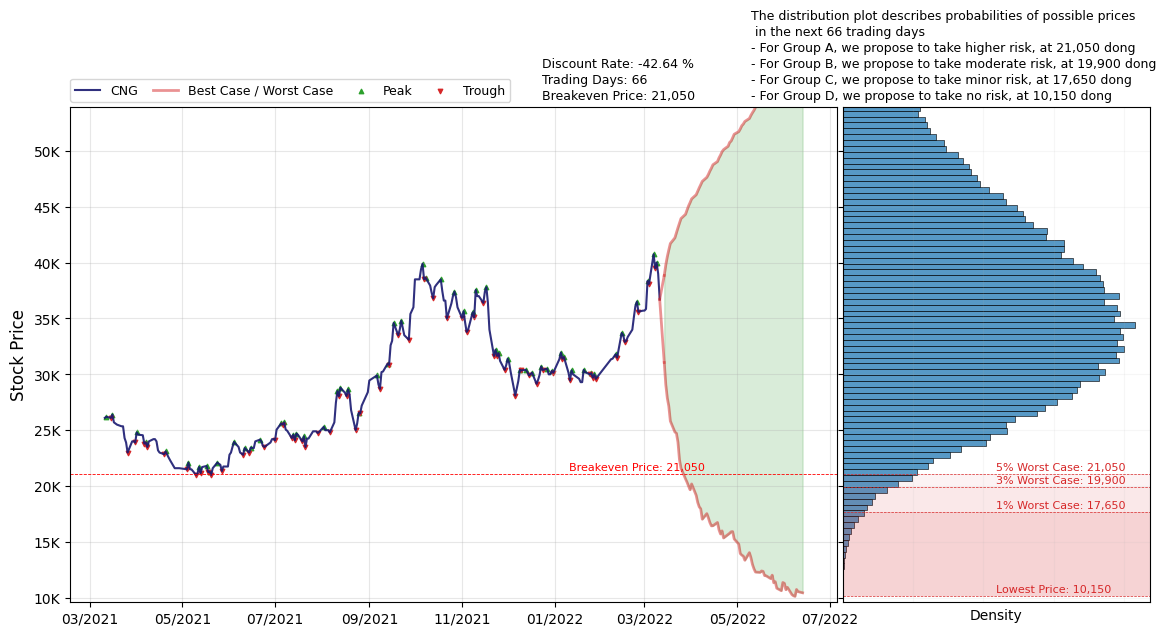 The distribution plot describes probabilities of possible prices
in the next 66 trading days
- For Group A, we propose to take higher risk, at 21,050 dong
- For Group B, we propose to take moderate risk, at 19,900 dong
- For Group C, we propose to take minor risk, at 17,650 dong
- For Group D, we propose to take no risk, at 10,150 dong
Discount Rate: -42.64 %
Trading Days: 66
Breakeven Price: 21,050
CNG
Best Case / Worst Case
Peak
Trough
Stock Price
50K
45K
40K
35K
30K
25K
20K
15K
10K
Breakeven Price: 21,050
5% Worst Case: 21,050
3% Worst Case: 19,900
1% Worst Case: 17,650
Lowest Price: 10,150
03/2021
05/2021
07/2021
09/2021
11/2021
01/2022
03/2022
05/2022
07/2022
Density